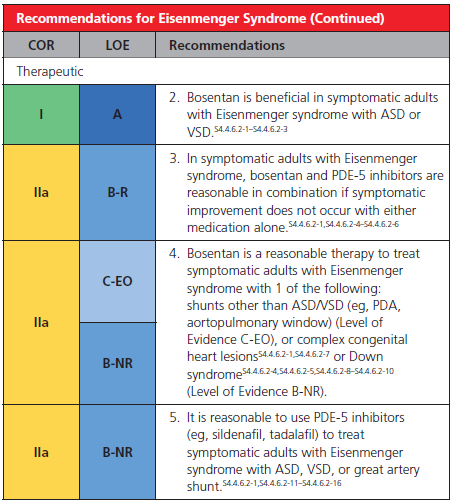 Recommendations for Eisenmenger Syndrome (Continued)
COR LOE Recommendations
Therapeutic
I A 2. Bosentan is beneficial in symptomatic adults
with Eisenmenger syndrome with ASD or
VSD.S4.4.6.2-1–S4.4.6.2-3
IIa B-R 3. In symptomatic adults with Eisenmenger
syndrome, bosentan and PDE-5 inhibitors are
reasonable in combination if symptomatic
improvement does not occur with either
medication alone.S4.4.6.2-1,S4.4.6.2-4–S4.4.6.2-6
IIa C-EO B-NR 4. Bosentan is a reasonable therapy to treat
symptomatic adults with Eisenmenger
syndrome with 1 of the following:
shunts other than ASD/VSD (eg, PDA,
aortopulmonary window) (Level of
Evidence C-EO), or complex congenital
heart lesionsS4.4.6.2-1,S4.4.6.2-7 or Down
syndromeS4.4.6.2-4,S4.4.6.2-5,S4.4.6.2-8–S4.4.6.2-10
(Level of Evidence B-NR).
IIa B-NR 5. It is reasonable to use PDE-5 inhibitors
(eg, sildenafil, tadalafil) to treat
symptomatic adults with Eisenmenger
syndrome with ASD, VSD, or great artery
shunt.S4.4.6.2-1,S4.4.6.2-11–S4.4.6.2-16